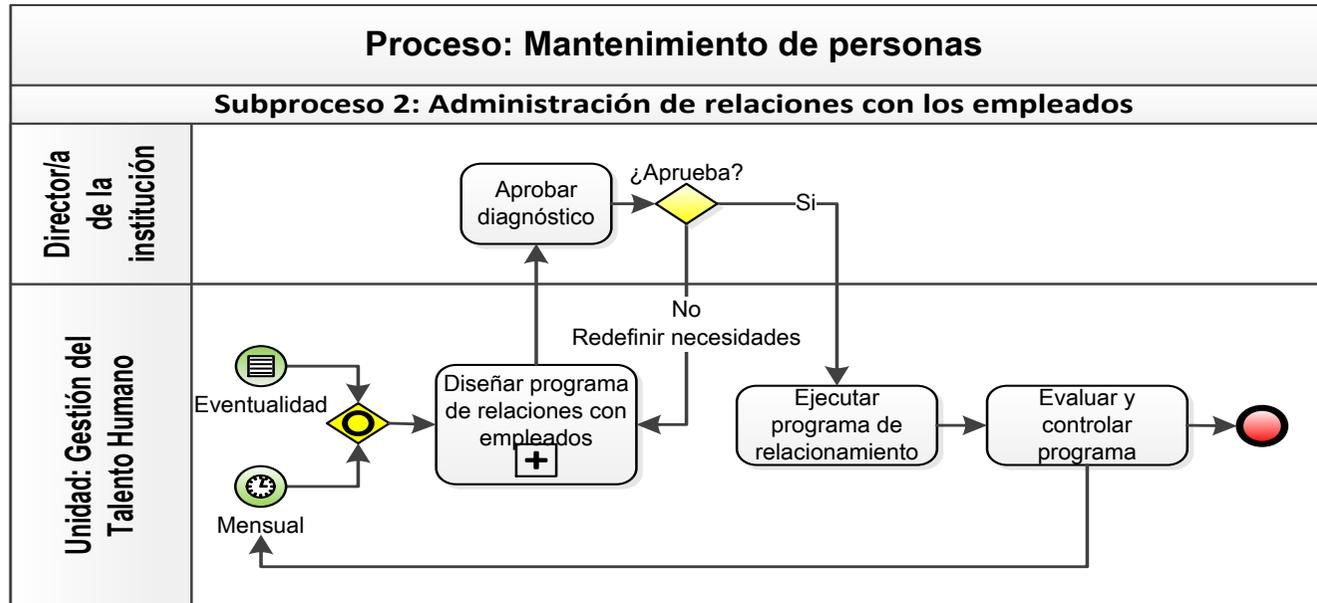 Proceso: Mantenimiento de personas
Subproceso 2: Administración de relaciones con los empleados
Director/a
de la
institución
Aprobar
diagnóstico
¿Aprueba?
Si
No
Redefinir necesidades
Unidad: Gestión del
Talento Humano
Eventualidad
Mensual
Diseñar programa
de relaciones con
empleados
Ejecutar
programa de
relacionamiento
Evaluar y
controlar
programa